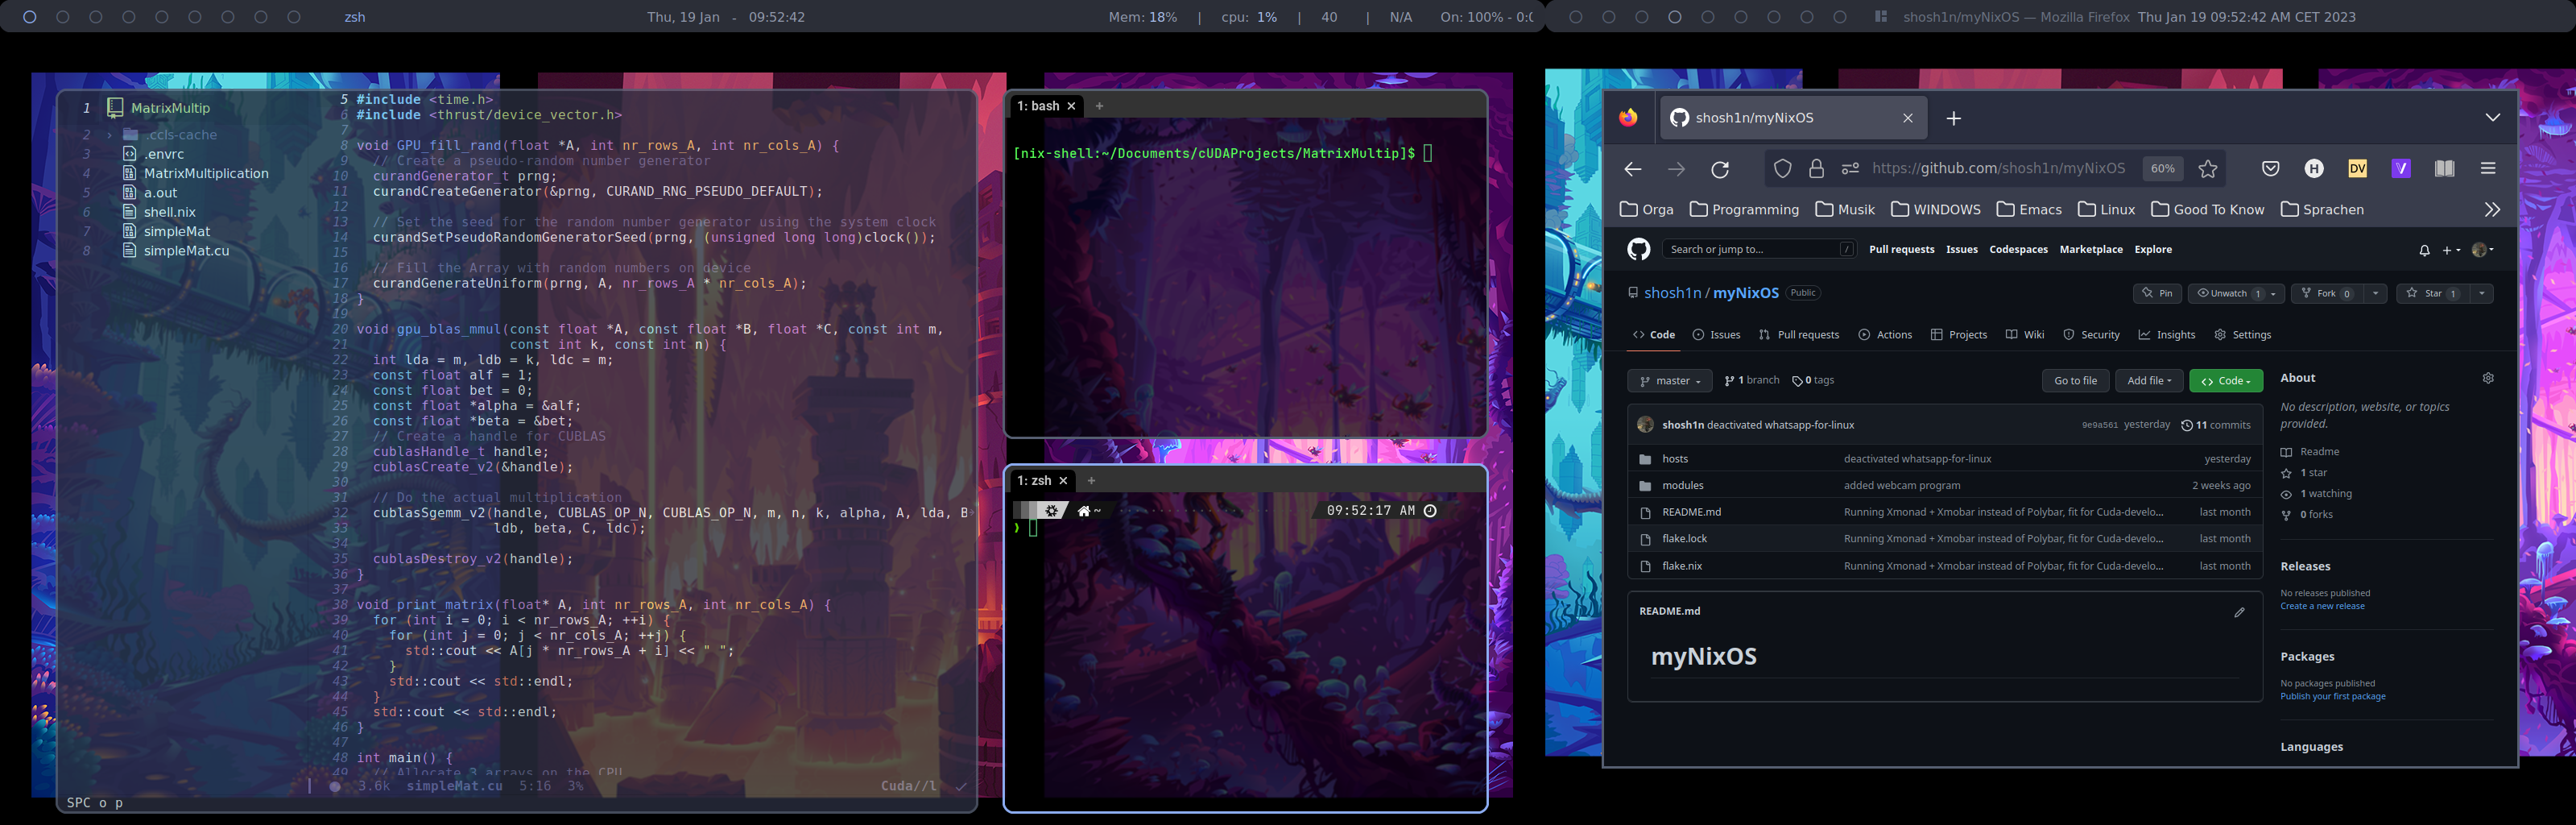 zsh
Thu, 19 Jan - 09:52:42
Mem: 18% | cpu: 1% | 40 | N/A On: 100% - 0:0
shosh1n/myNixOS — Mozilla Firefox Thu Jan 19 09:52:42 AM CET 2023
1 MatrixMultip
2 .ccls-cache
3 .envrc
4 MatrixMultiplication
5 a.out
6 shell.nix
7 simpleMat
8 simpleMat.cu
5 #include <time.h>
6 #include <thrust/device_vector.h>
7
8 void GPU_fill_rand(float *A, int nr_rows_A, int nr_cols_A) {
9 // Create a pseudo-random number generator
10 curandGenerator_t prng;
11 curandCreateGenerator(&prng, CURAND_RNG_PSEUDO_DEFAULT);
12
13 // Set the seed for the random number generator using the system clock
14 curandSetPseudoRandomGeneratorSeed(prng, (unsigned long long)clock());
15
16 // Fill the Array with random numbers on device
17 curandGenerateUniform(prng, A, nr_rows_A * nr_cols_A);
18 }
19
20 void gpu_blas_mmul(const float *A, const float *B, float *C, const int m,
21 const int k, const int n) {
22 int lda = m, ldb = k, ldc = m;
23 const float alf = 1;
24 const float bet = 0;
25 const float *alpha = &alf;
26 const float *beta = &bet;
27 // Create a handle for CUBLAS
28 cublasHandle_t handle;
29 cublasCreate_v2(&handle);
30
31 // Do the actual multiplication
32 cublasSgemm_v2(handle, CUBLAS_OP_N, CUBLAS_OP_N, m, n, k, alpha, A, lda, B
33 ldb, beta, C, ldc);
34
35 cublasDestroy_v2(handle);
36 }
37
38 void print_matrix(float* A, int nr_rows_A, int nr_cols_A) {
39 for (int i = 0; i < nr_rows_A; ++i) {
40 for (int j = 0; j < nr_cols_A; ++j) {
41 std::cout << A[j * nr_rows_A + i] << " ";
42 }
43 std::cout << std::endl;
44 }
45 std::cout << std::endl;
46 }
47
48 int main() {
49 // Allocate 3 arrays on the CPU
3.6k simpleMat.cu 5:16 3% Cuda//l
SPC o p
1: bash × +
[nix-shell:~/Documents/cUDAProjects/MatrixMultip]$
1: zsh × +
~ 09:52:17 AM
❯
shosh1n/myNixOS
https://github.com/shosh1n/myNixOS 60% H DV V
Orga Programming Musik WINDOWS Emacs Linux Good To Know Sprachen
Search or jump to... / Pull requests Issues Codespaces Marketplace Explore
shosh1n / myNixOS Public Pin Unwatch 1 Fork 0 Star 1
Code Issues Pull requests Actions Projects Wiki Security Insights Settings
master 1 branch 0 tags Go to file Add file Code
shosh1n deactivated whatsapp-for-linux 9e9a561 yesterday 11 commits
hosts deactivated whatsapp-for-linux yesterday
modules added webcam program 2 weeks ago
README.md Running Xmonad + Xmobar instead of Polybar, fit for Cuda-develo... last month
flake.lock Running Xmonad + Xmobar instead of Polybar, fit for Cuda-develo... last month
flake.nix Running Xmonad + Xmobar instead of Polybar, fit for Cuda-develo... last month
README.md
myNixOS
About
No description, website, or topics
provided.
Readme
1 star
1 watching
0 forks
Releases
No releases published
Create a new release
Packages
No packages published
Publish your first package
Languages